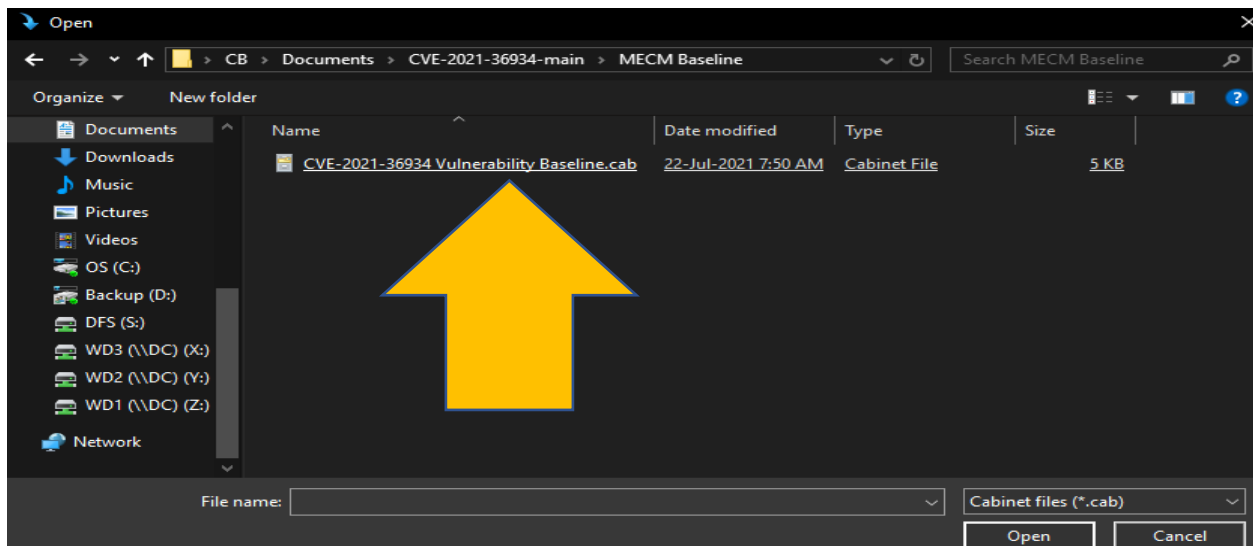 Open
CB > Documents > CVE-2021-36934-main > MECM Baseline
Search MECM Baseline
Organize
New folder
Name
Date modified
Type
Size
CVE-2021-36934 Vulnerability Baseline.cab
22-Jul-2021 7:50 AM
Cabinet File
5 KB
Documents
Downloads
Music
Pictures
Videos
OS (C:)
Backup (D:)
DFS (S:)
WD3 (\\DC) (X:)
WD2 (\\DC) (Y:)
WD1 (\\DC) (Z:)
Network
File name:
Cabinet files (*.cab)
Open
Cancel